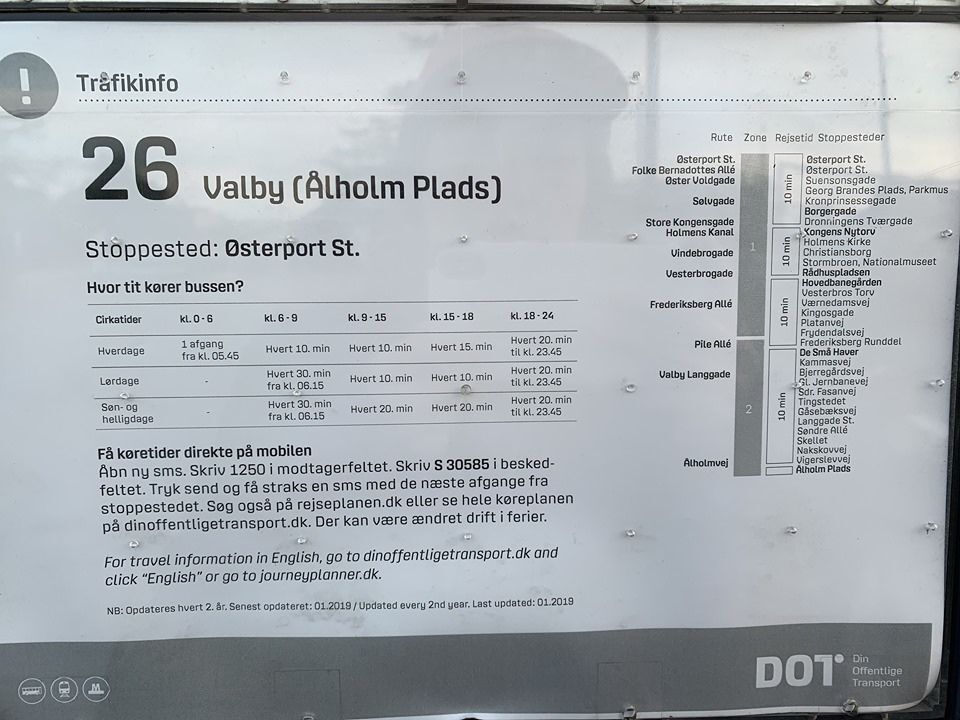 !
Trafikinfo
26 Valby (Ålholm Plads)
Stoppested: Østerport St.
Hvor tit kører bussen?
Cirkatider kl. 0 - 6 kl. 6 - 9 kl. 9 - 15 kl. 15 - 18 kl. 18 - 24
Hverdage 1 afgang fra kl. 05.45 Hvert 10. min Hvert 10. min Hvert 15. min Hvert 20. min til kl. 23.45
Lørdage - Hvert 30. min fra kl. 06.15 Hvert 10. min Hvert 10. min Hvert 20. min til kl. 23.45
Søn- og helligdage - Hvert 30. min fra kl. 06.15 Hvert 20. min Hvert 20. min Hvert 20. min til kl. 23.45
Få køretider direkte på mobilen
Åbn ny sms. Skriv 1250 i modtagerfeltet. Skriv S 30585 i besked-
feltet. Tryk send og få straks en sms med de næste afgange fra
stoppestedet. Søg også på rejseplanen.dk eller se hele køreplanen
på dinoffentligetransport.dk. Der kan være ændret drift i ferier.
For travel information in English, go to dinoffentligetransport.dk and
click “English” or go to journeyplanner.dk.
NB: Opdateres hvert 2. år. Senest opdateret: 01.2019 / Updated every 2nd year. Last updated: 01.2019
Rute Zone Rejsetid Stoppesteder
Østerport St.
Folke Bernadottes Allé
Øster Voldgade
Sølvgade
Store Kongensgade
Holmens Kanal
Vindebrogade
Vesterbrogade
Frederiksberg Allé
Pile Allé
Valby Langgade
Ålholmvej
1
2
10 min
10 min
10 min
10 min
Østerport St.
Østerport St.
Suensonsgade
Georg Brandes Plads, Parkmus
Kronprinsessegade
Borgergade
Dronningens Tværgade
Kongens Nytorv
Holmens Kirke
Christiansborg
Stormbroen, Nationalmuseet
Rådhuspladsen
Hovedbanegården
Vesterbros Torv
Værnedamsvej
Kingosgade
Platanvej
Frydendalsvej
Frederiksberg Runddel
De Små Haver
Kammasvej
Bjerregårdsvej
Gl. Jernbanevej
Sdr. Fasanvej
Tingstedet
Gåsebæksvej
Langgade St.
Søndre Allé
Skellet
Nakskovvej
Vigerslevvej
Ålholm Plads
DOT Din
Offentlige
Transport
M